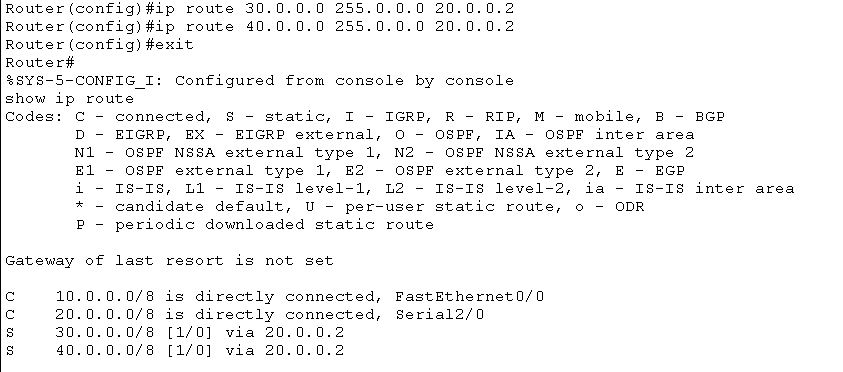 Router(config)#ip route 30.0.0.0 255.0.0.0 20.0.0.2
Router(config)#ip route 40.0.0.0 255.0.0.0 20.0.0.2
Router(config)#exit
Router#
%SYS-5-CONFIG_I: Configured from console by console
show ip route
Codes: C - connected, S - static, I - IGRP, R - RIP, M - mobile, B - BGP
       D - EIGRP, EX - EIGRP external, O - OSPF, IA - OSPF inter area
       N1 - OSPF NSSA external type 1, N2 - OSPF NSSA external type 2
       E1 - OSPF external type 1, E2 - OSPF external type 2, E - EGP
       i - IS-IS, L1 - IS-IS level-1, L2 - IS-IS level-2, ia - IS-IS inter area
       * - candidate default, U - per-user static route, o - ODR
       P - periodic downloaded static route

Gateway of last resort is not set

C    10.0.0.0/8 is directly connected, FastEthernet0/0
C    20.0.0.0/8 is directly connected, Serial2/0
S    30.0.0.0/8 [1/0] via 20.0.0.2
S    40.0.0.0/8 [1/0] via 20.0.0.2